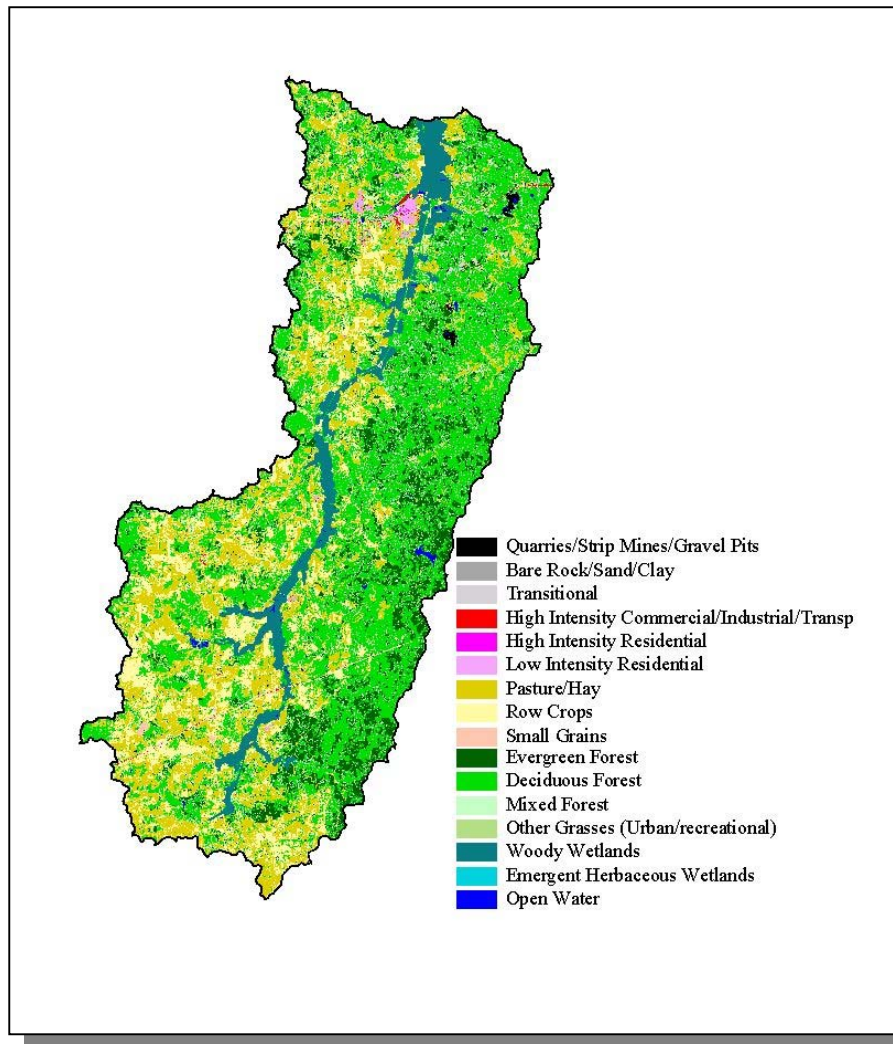 Quarries/Strip Mines/Gravel Pits
Bare Rock/Sand/Clay
Transitional
High Intensity Commercial/Industrial/Transp
High Intensity Residential
Low Intensity Residential
Pasture/Hay
Row Crops
Small Grains
Evergreen Forest
Deciduous Forest
Mixed Forest
Other Grasses (Urban/recreational)
Woody Wetlands
Emergent Herbaceous Wetlands
Open Water